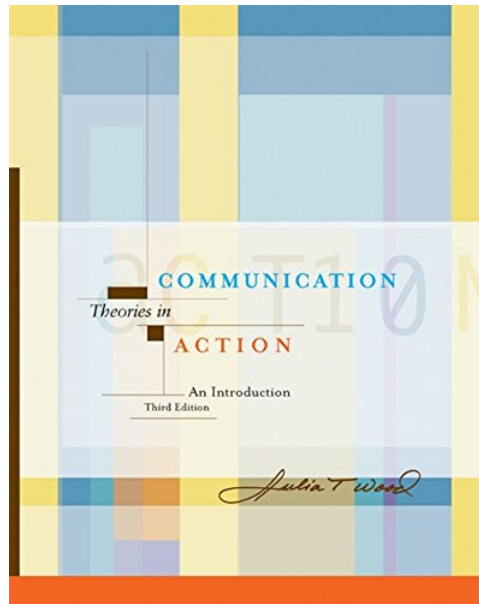 COMMUNICATION
Theories in
ACTION
An Introduction
Third Edition
Julia T Wood